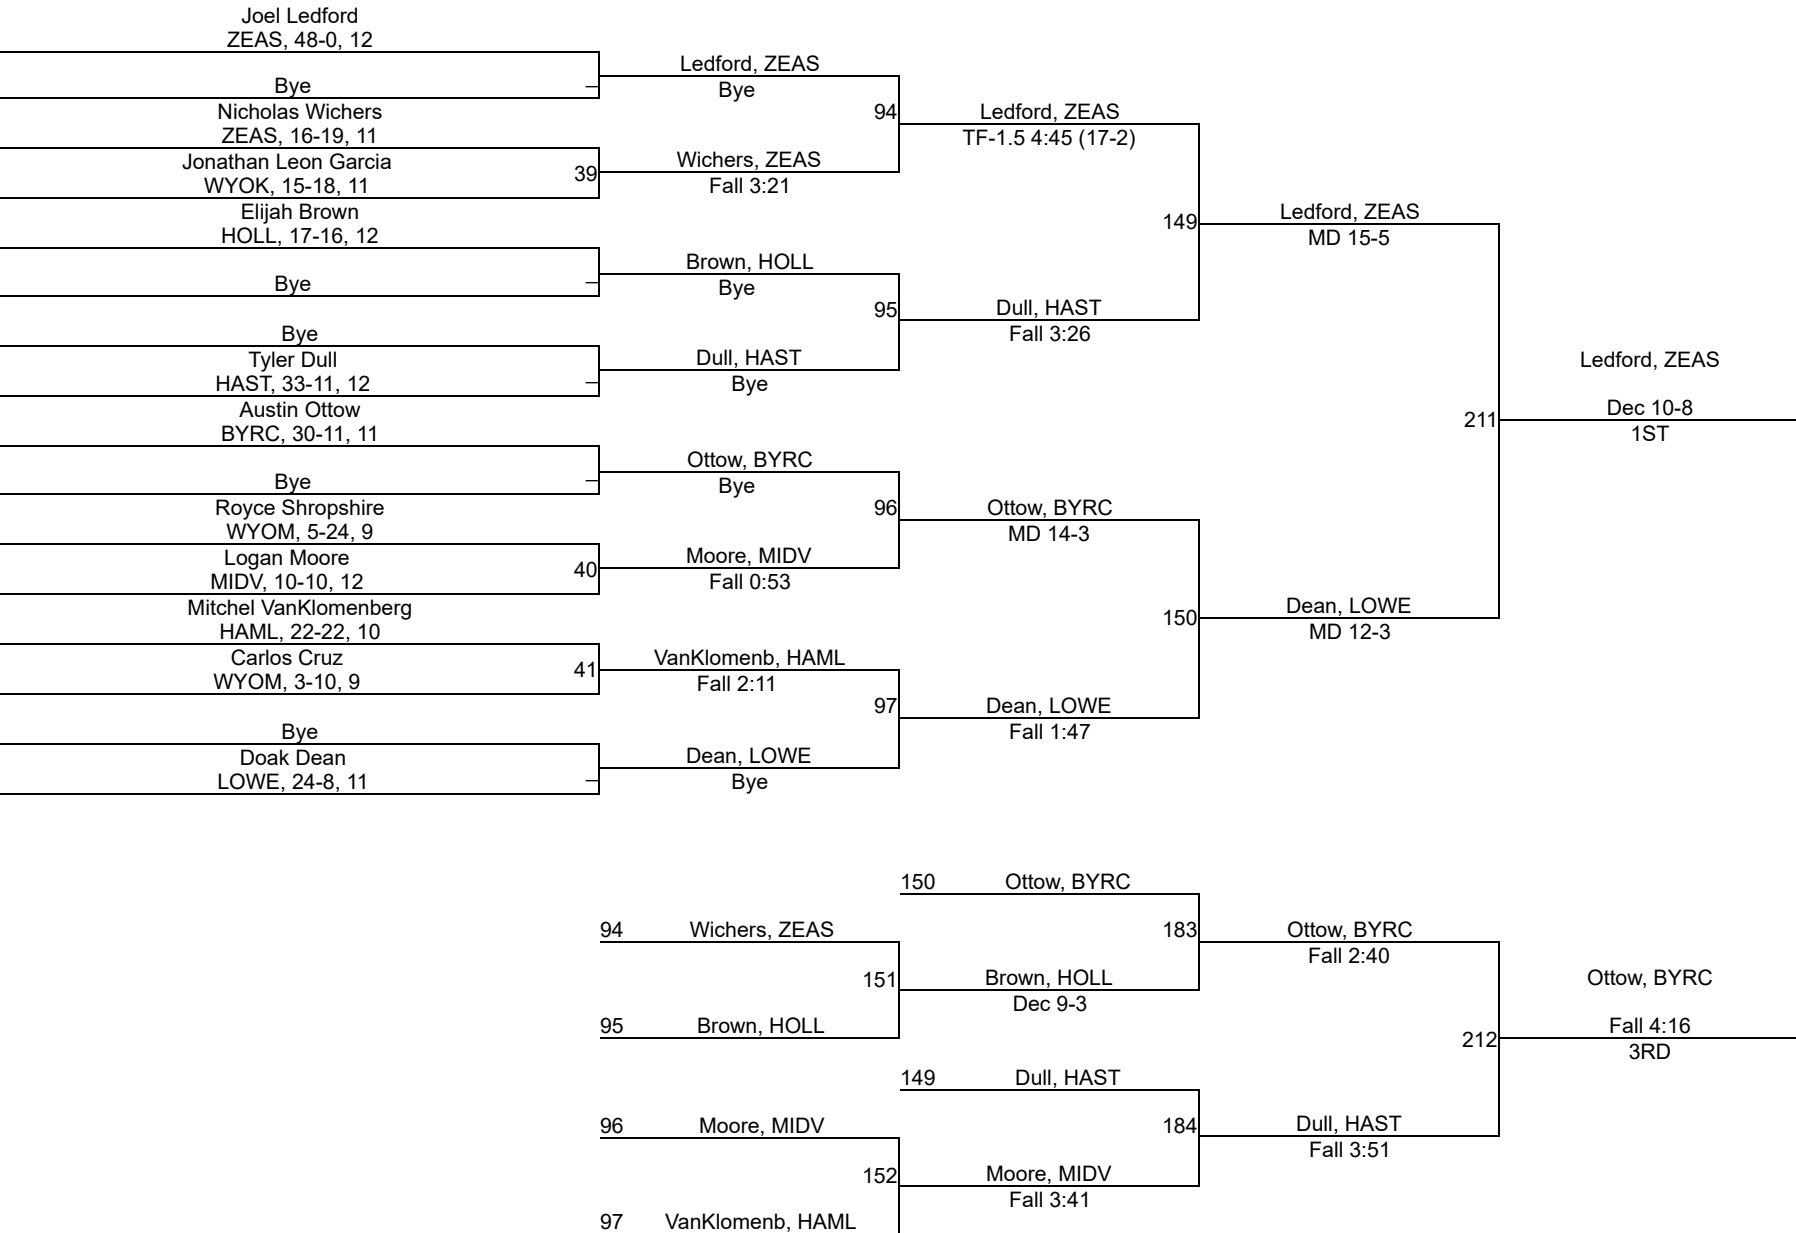 Joel Ledford
ZEAS, 48-0, 12
Bye
Nicholas Wichers
ZEAS, 16-19, 11
Jonathan Leon Garcia
WYOK, 15-18, 11
Elijah Brown
HOLL, 17-16, 12
Bye
Bye
Tyler Dull
HAST, 33-11, 12
Austin Ottow
BYRC, 30-11, 11
Bye
Royce Shropshire
WYOM, 5-24, 9
Logan Moore
MIDV, 10-10, 12
Mitchel VanKlomenberg
HAML, 22-22, 10
Carlos Cruz
WYOM, 3-10, 9
Bye
Doak Dean
LOWE, 24-8, 11
–
39
–
–
–
40
41
–
Ledford, ZEAS
Bye
Wichers, ZEAS
Fall 3:21
Brown, HOLL
Bye
Dull, HAST
Bye
Ottow, BYRC
Bye
Moore, MIDV
Fall 0:53
VanKlomenb, HAML
Fall 2:11
Dean, LOWE
Bye
94
95
96
97
Ledford, ZEAS
TF-1.5 4:45 (17-2)
Dull, HAST
Fall 3:26
Ottow, BYRC
MD 14-3
Dean, LOWE
Fall 1:47
149
150
Ledford, ZEAS
MD 15-5
Dean, LOWE
MD 12-3
211
Ledford, ZEAS
Dec 10-8
1ST
94 Wichers, ZEAS
95 Brown, HOLL
96 Moore, MIDV
97 VanKlomenb, HAML
151
152
150 Ottow, BYRC
Brown, HOLL
Dec 9-3
149 Dull, HAST
Moore, MIDV
Fall 3:41
183
184
Ottow, BYRC
Fall 2:40
Dull, HAST
Fall 3:51
212
Ottow, BYRC
Fall 4:16
3RD